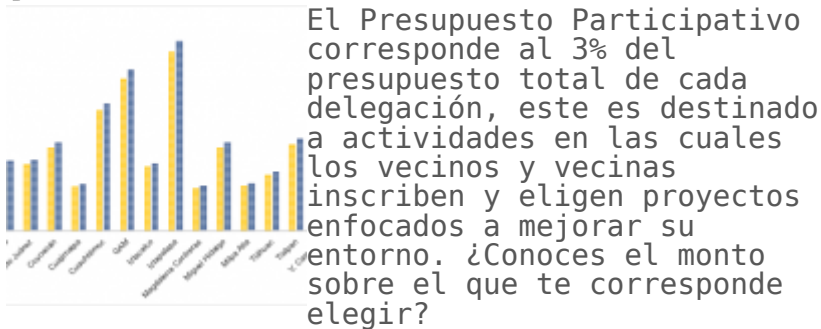 El Presupuesto Participativo
corresponde al 3% del
presupuesto total de cada
delegación, este es destinado
a actividades en las cuales
los vecinos y vecinas
inscriben y eligen proyectos
enfocados a mejorar su
entorno. ¿Conoces el monto
sobre el que te corresponde
elegir?
Juárez
Coyoacán
Cuajimalpa
Cuauhtémoc
GAM
Iztacalco
Iztapalapa
Magdalena Contreras
Miguel Hidalgo
Milpa Alta
Tláhuac
Tlalpan